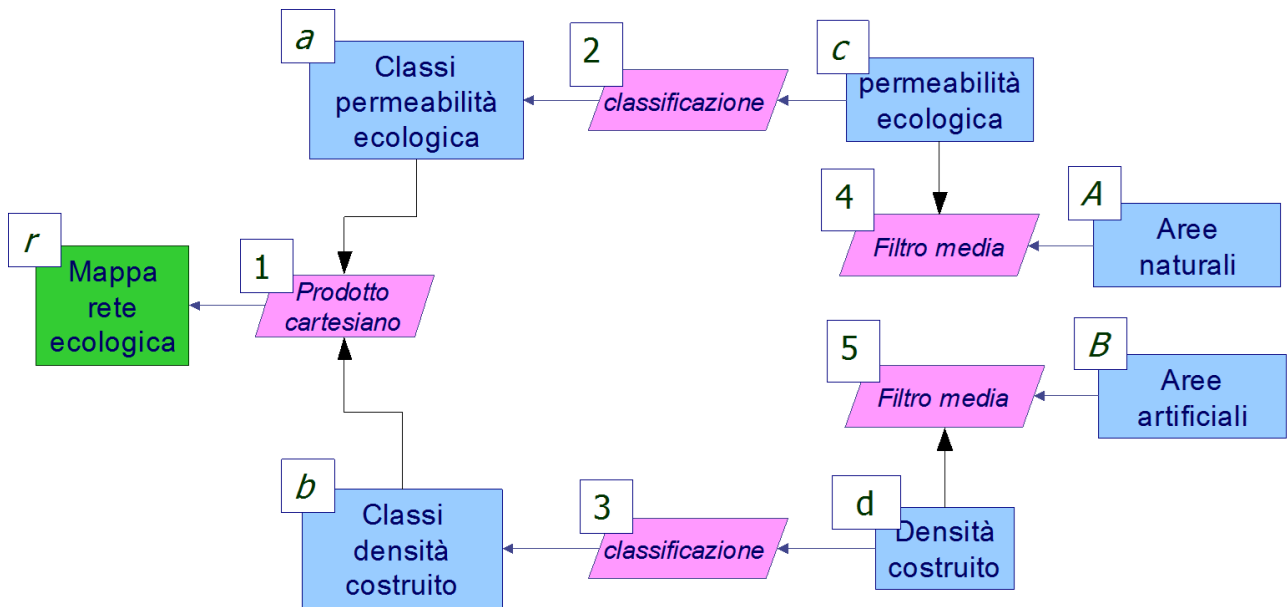 a
Classi
permeabilità
ecologica
2
classificazione
c
permeabilità
ecologica
4
Filtro media
A
Aree
naturali
r
Mappa
rete
ecologica
1
Prodotto
cartesiano
5
Filtro media
B
Aree
artificiali
b
Classi
densità
costruito
3
classificazione
d
Densità
costruito